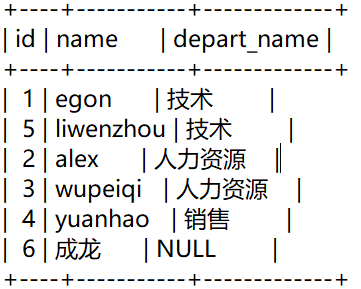 +----+-----------+-------------+
| id | name | depart_name |
+----+-----------+-------------+
| 1 | egon | 技术 |
| 5 | liwenzhou | 技术 |
| 2 | alex | 人力资源 |
| 3 | wupeiqi | 人力资源 |
| 4 | yuanhao | 销售 |
| 6 | 成龙 | NULL |
+----+-----------+-------------+